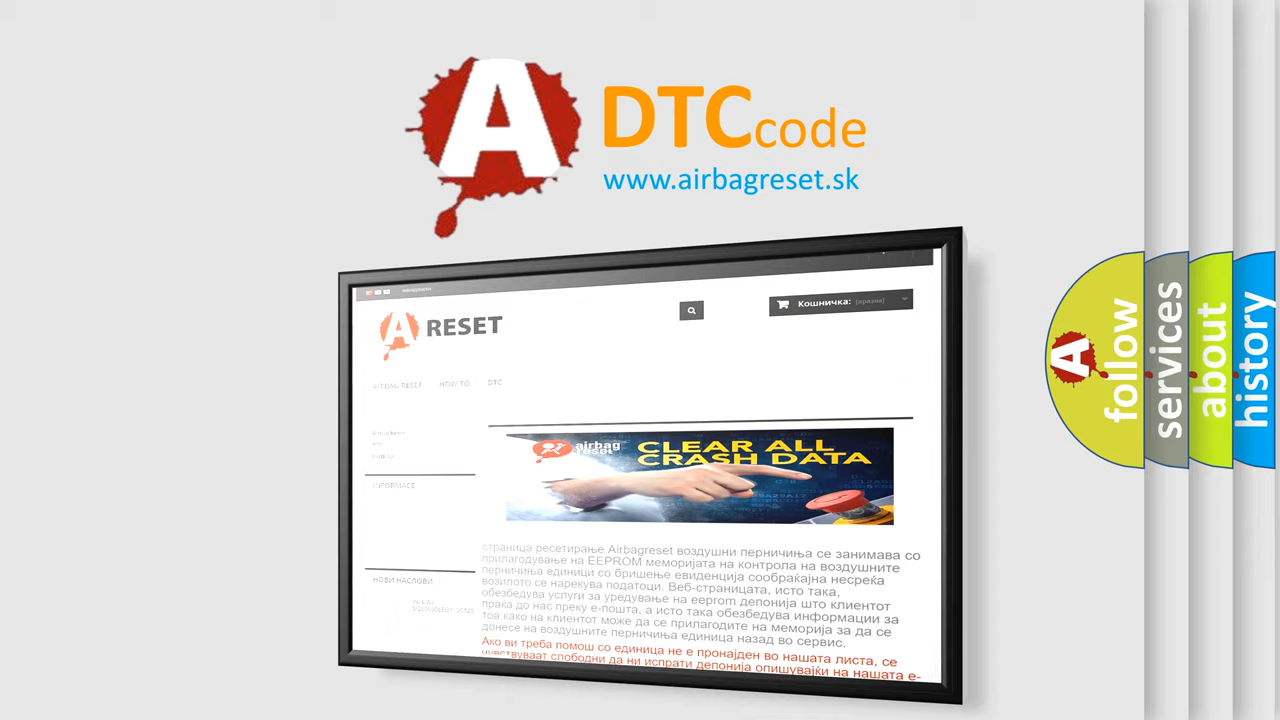 A
DTC code
www.airbagreset.sk
Кошничка: (празни)
A RESET
AIRBAG RESET HOW TO DTC
airbag
reset
CLEAR ALL
CRASH DATA
INFORMACE
страница ресетирање Airbagreset воздушни перничиња се занимава со
прилагодување на EEPROM меморијата на контрола на воздушните
перничиња единици со бришење евиденција сообраќајна несреќа
возилото се нарекува податоци. Веб-страницата, исто така,
обезбедува услуги за уредување на eeprom депонија што клиентот
праќа до нас преку е-пошта, а исто така обезбедува информации за
тоа како на клиентот може да се прилагодите на меморија за да се
донесе на воздушните перничиња единица назад во сервис.
Ако ви треба помош со единица не е пронајден во нашата листа, се
чувствуваат слободни да ни испрати депонија опишувајќи на нашата е-
НОВИ НАСЛОВИ
A
follow
services
about
history